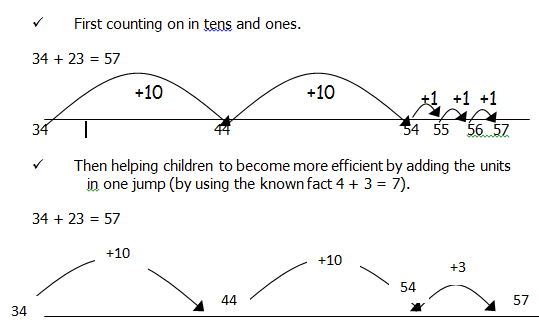 ✓ First counting on in tens and ones.
34 + 23 = 57
+10 +10 +1 +1 +1
34 44 54 55 56 57
✓ Then helping children to become more efficient by adding the units
in one jump (by using the known fact 4 + 3 = 7).
34 + 23 = 57
+10 +10 +3
34 44 54 57